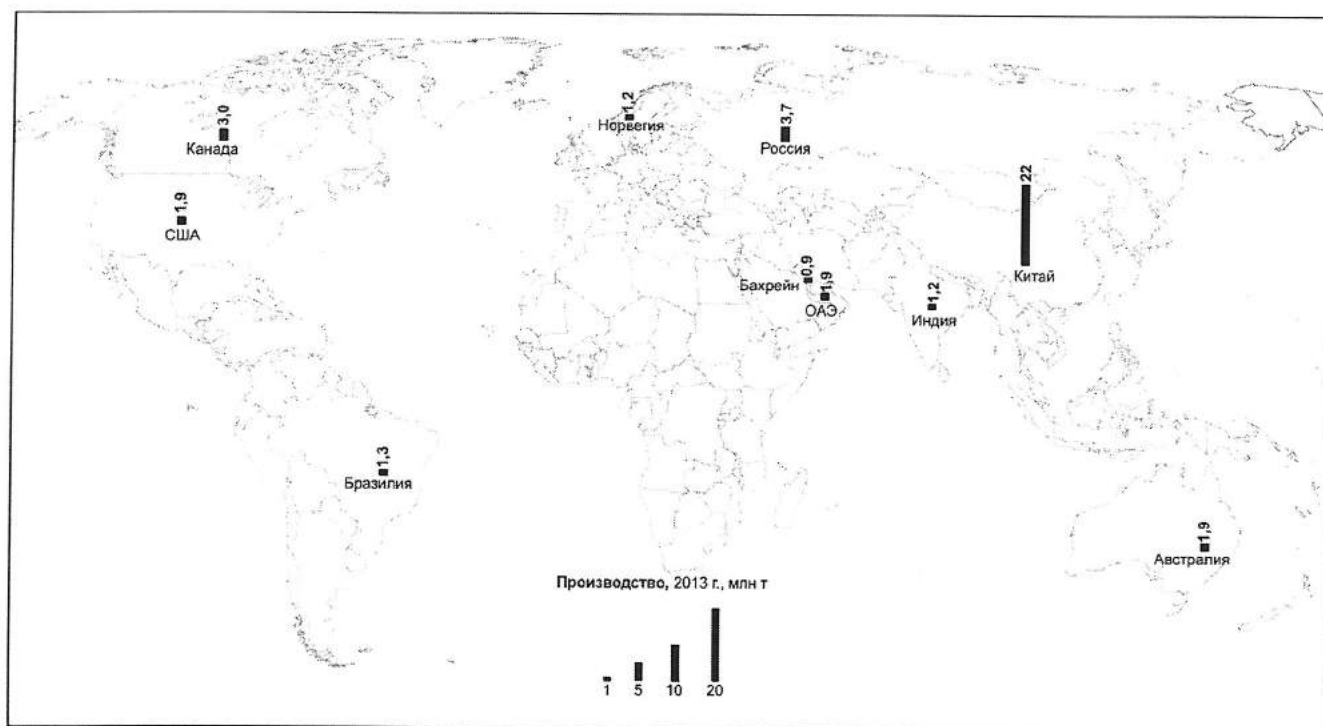 1,2
Норвегия
3,0
Канада
3,7
Россия
22
Китай
1,9
США
0,9
Бахрейн
1,9
ОАЭ
1,2
Индия
1,3
Бразилия
1,9
Австралия
Производство, 2013 г., млн т
1 5 10 20